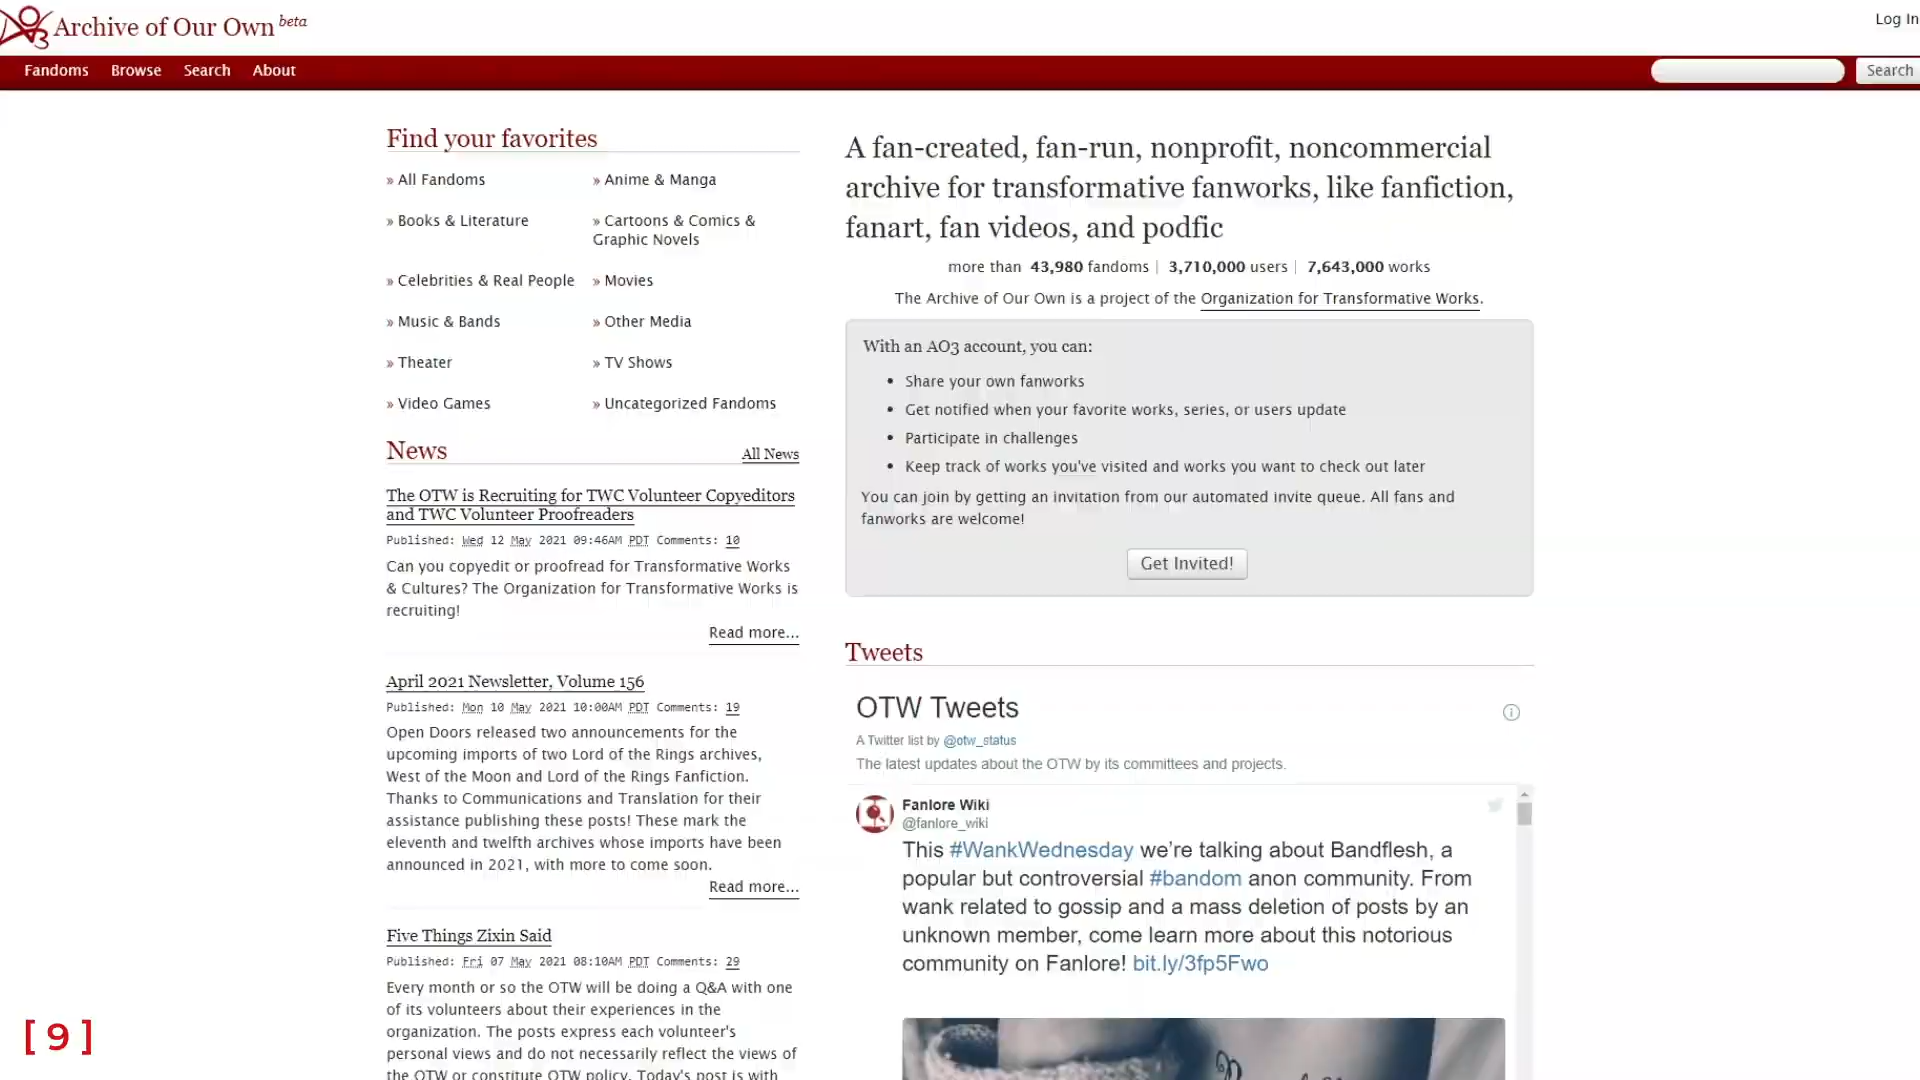 Archive of Our Own beta
Log In
Fandoms Browse Search About
Search
Find your favorites
» All Fandoms
» Anime & Manga
» Books & Literature
» Cartoons & Comics &
Graphic Novels
» Celebrities & Real People
» Movies
» Music & Bands
» Other Media
» Theater
» TV Shows
» Video Games
» Uncategorized Fandoms
News
All News
The OTW is Recruiting for TWC Volunteer Copyeditors
and TWC Volunteer Proofreaders
Published: Wed 12 May 2021 09:46AM PDT Comments: 10
Can you copyedit or proofread for Transformative Works
& Cultures? The Organization for Transformative Works is
recruiting!
Read more...
April 2021 Newsletter, Volume 156
Published: Mon 10 May 2021 10:00AM PDT Comments: 19
Open Doors released two announcements for the
upcoming imports of two Lord of the Rings archives,
West of the Moon and Lord of the Rings Fanfiction.
Thanks to Communications and Translation for their
assistance publishing these posts! These mark the
eleventh and twelfth archives whose imports have been
announced in 2021, with more to come soon.
Read more...
Five Things Zixin Said
Published: Fri 07 May 2021 08:10AM PDT Comments: 29
Every month or so the OTW will be doing a Q&A with one
of its volunteers about their experiences in the
organization. The posts express each volunteer's
personal views and do not necessarily reflect the views of
the OTW or constitute OTW policy. Today's post is with
A fan-created, fan-run, nonprofit, noncommercial
archive for transformative fanworks, like fanfiction,
fanart, fan videos, and podfic
more than 43,980 fandoms | 3,710,000 users | 7,643,000 works
The Archive of Our Own is a project of the Organization for Transformative Works.
With an AO3 account, you can:
• Share your own fanworks
• Get notified when your favorite works, series, or users update
• Participate in challenges
• Keep track of works you've visited and works you want to check out later
You can join by getting an invitation from our automated invite queue. All fans and
fanworks are welcome!
Get Invited!
Tweets
OTW Tweets
A Twitter list by @otw_status
The latest updates about the OTW by its committees and projects.
Fanlore Wiki
@fanlore_wiki
This #WankWednesday we're talking about Bandflesh, a
popular but controversial #bandom anon community. From
wank related to gossip and a mass deletion of posts by an
unknown member, come learn more about this notorious
community on Fanlore! bit.ly/3fp5Fwo
[ 9 ]